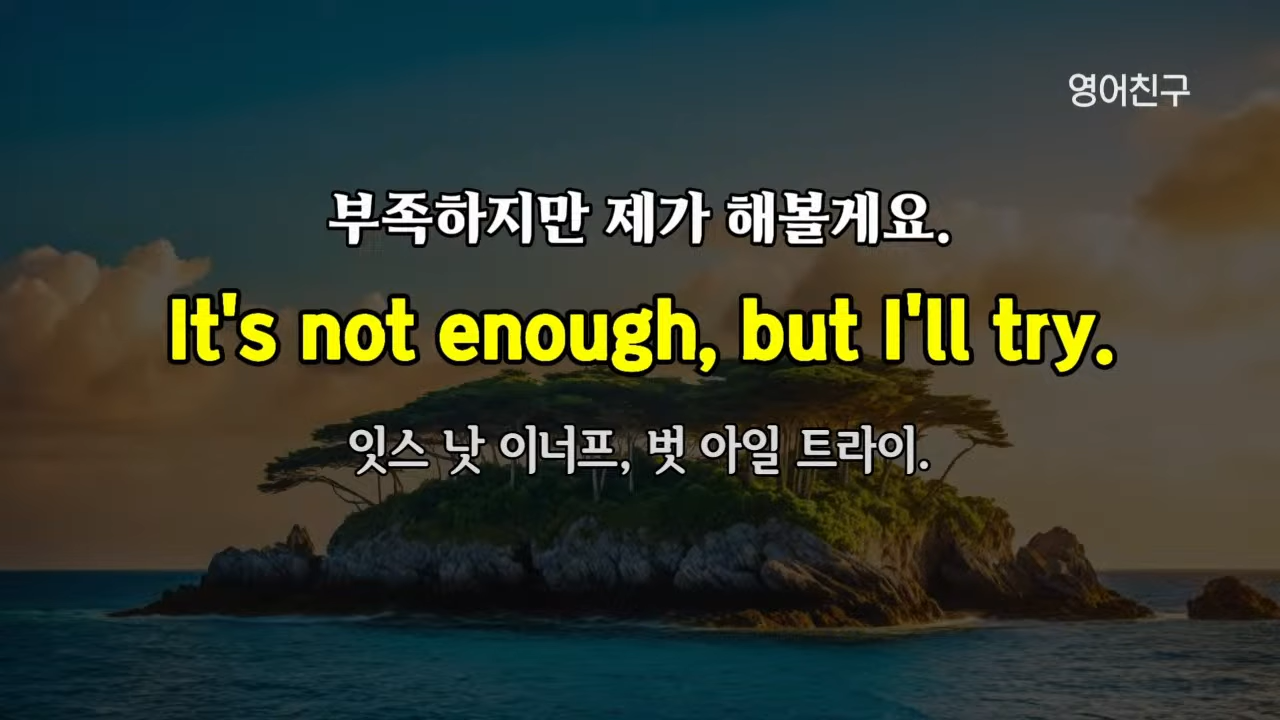 영어친구
부족하지만 제가 해볼게요.
It's not enough, but I'll try.
잇스 낫 이너프, 벗 아일 트라이.